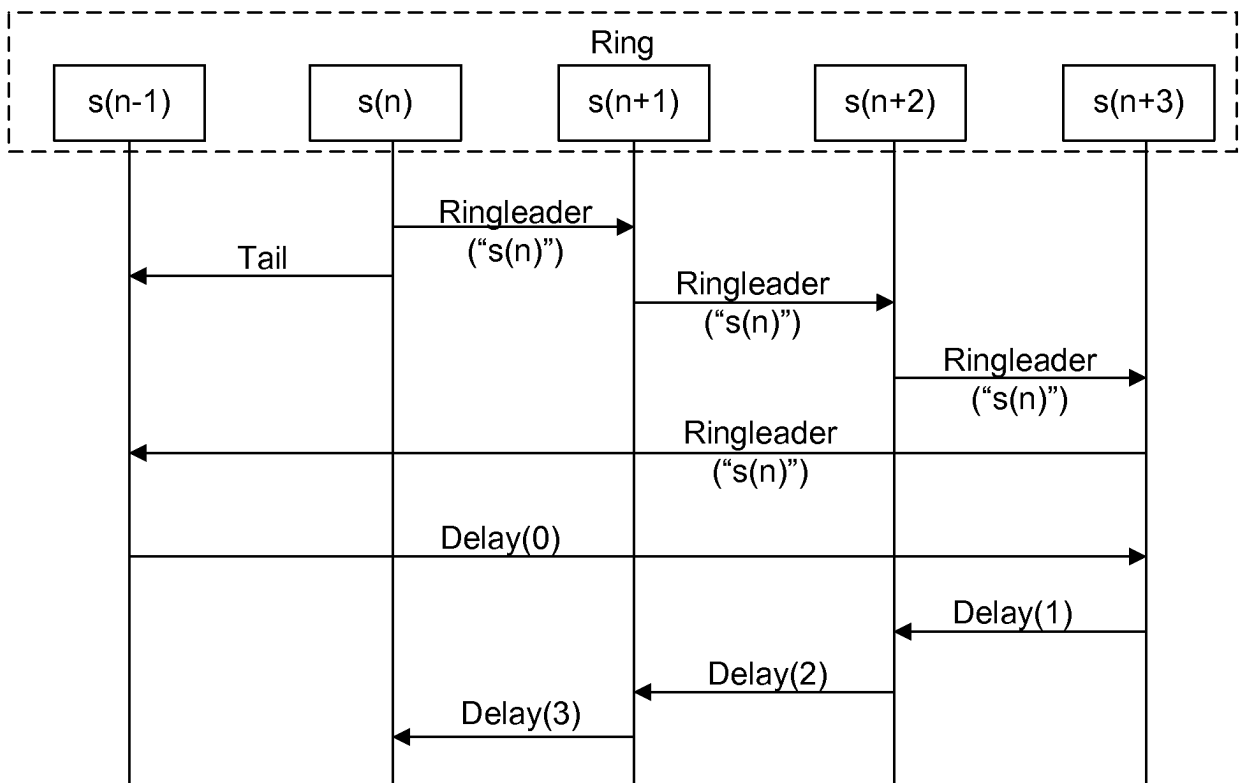 Ring
s(n-1)
s(n)
s(n+1)
s(n+2)
s(n+3)
Ringleader
(“s(n)”)
Tail
Ringleader
(“s(n)”)
Ringleader
(“s(n)”)
Ringleader
(“s(n)”)
Delay(0)
Delay(1)
Delay(2)
Delay(3)